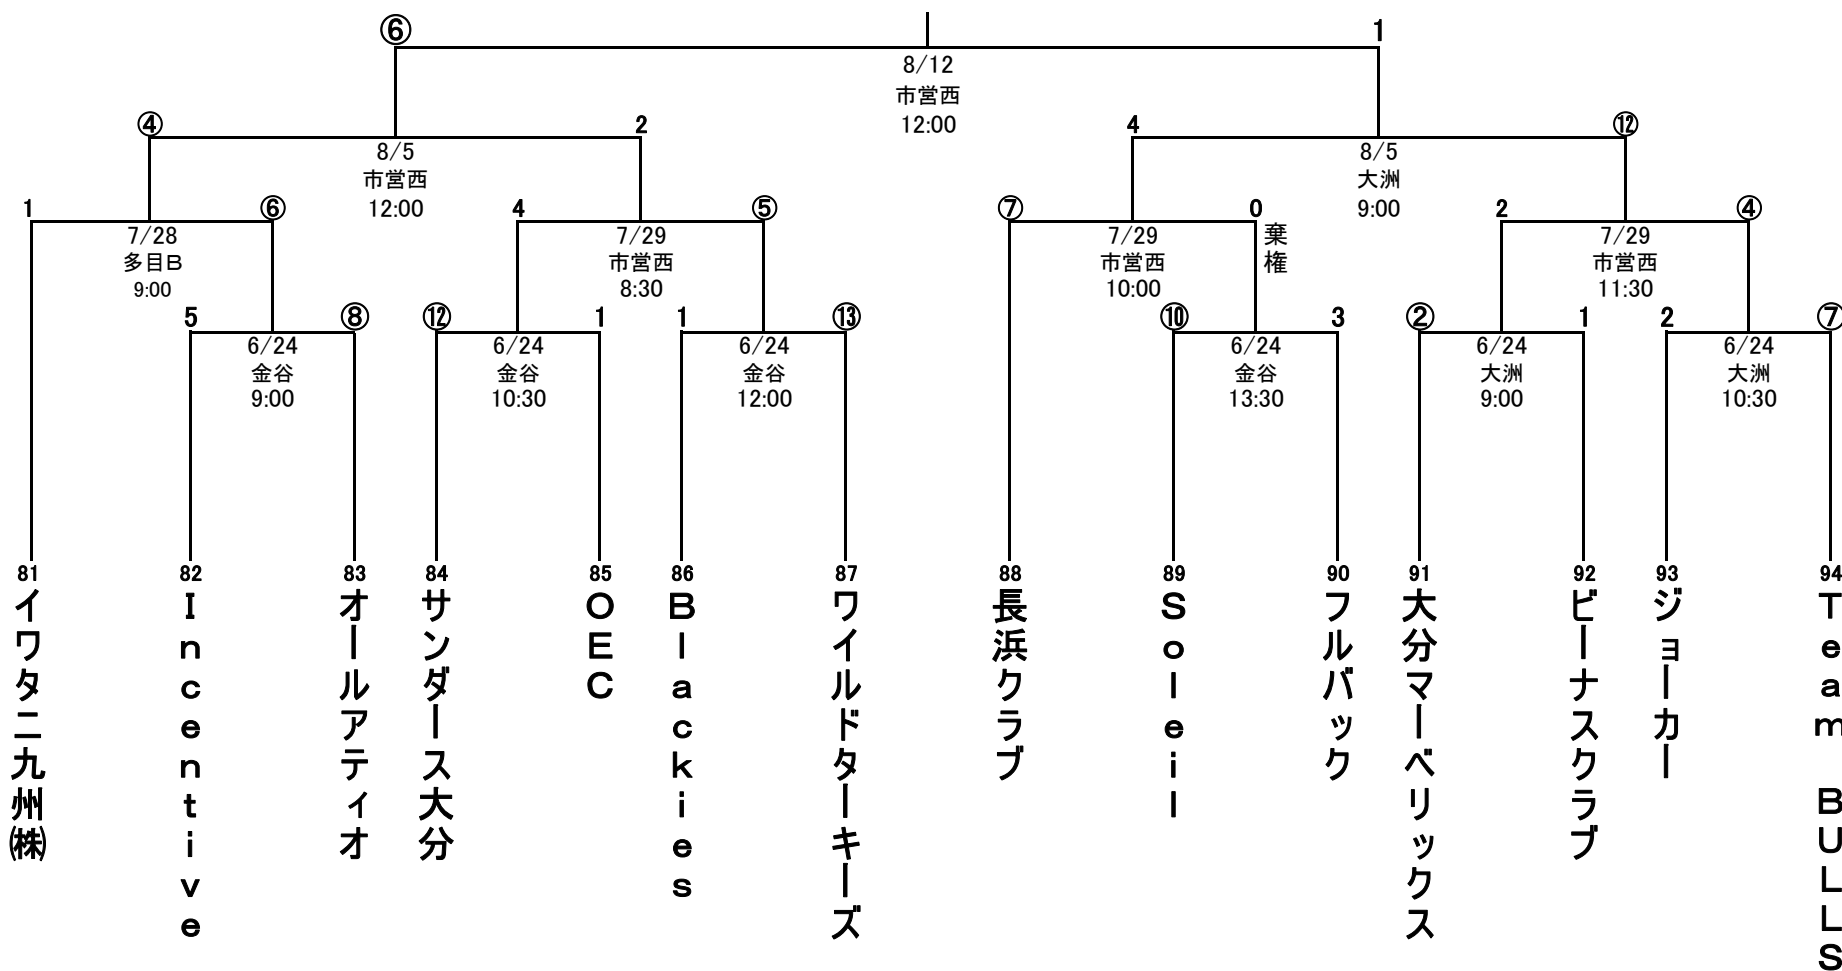 ⑥ 1
8/12
市営西
12:00
④ 2 4 ⑫
8/5 8/5
市営西 大洲
12:00 9:00
1 ⑥ 4 ⑤ ⑦ 0 2 ④
棄権
7/28 7/29 7/29 7/29
多目B 市営西 市営西 市営西
9:00 8:30 10:00 11:30
5 ⑧ ⑫ 1 1 ⑬ ⑩ 3 ② 1 2 ⑦
6/24 6/24 6/24 6/24 6/24 6/24
金谷 金谷 金谷 金谷 大洲 大洲
9:00 10:30 12:00 13:30 9:00 10:30
81 82 83 84 85 86 87 88 89 90 91 92 93 94
イワタニ九州㈱
Incentive
オールアティオ
サンダース大分
OEC
Blackies
ワイルドターキーズ
長浜クラブ
Soleil
フルバック
大分マーベリックス
ビーナスクラブ
ジョーカー
Team BULLS